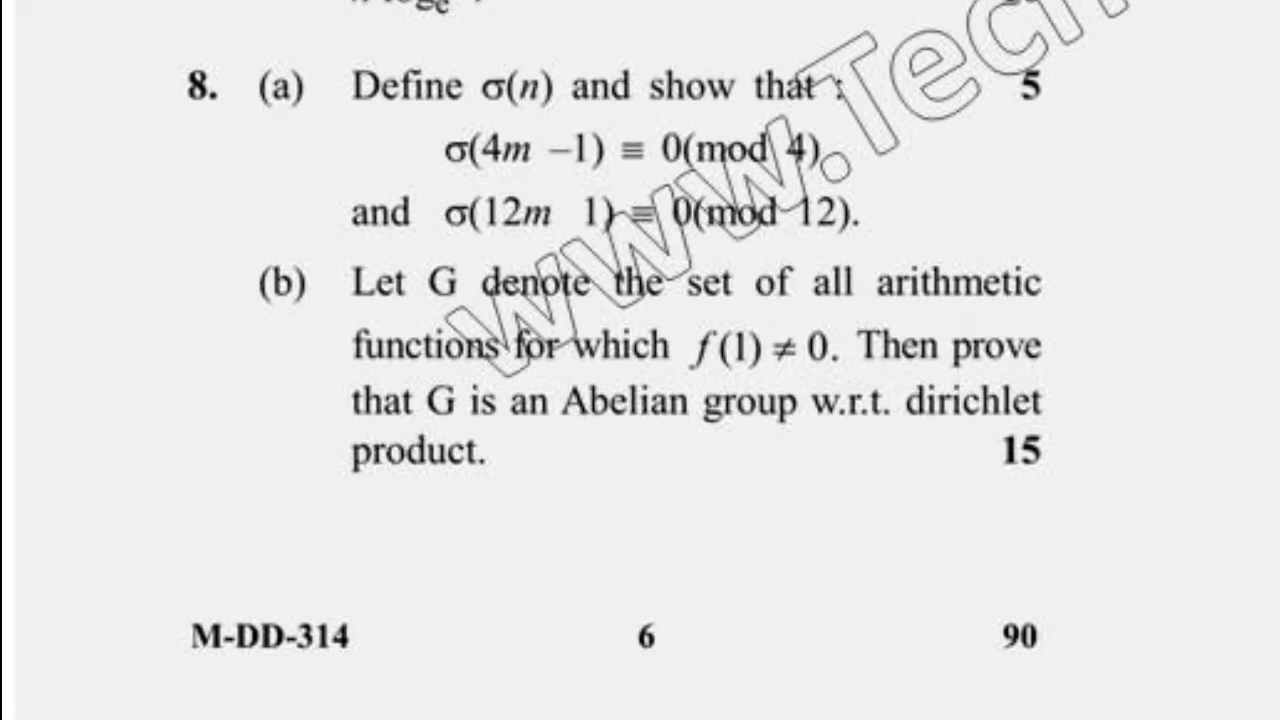 8. (a) Define σ(n) and show that : 5
σ(4m –1) ≡ 0(mod 4),
and σ(12m 1) ≡ 0(mod 12).
(b) Let G denote the set of all arithmetic
functions for which f(1) ≠ 0. Then prove
that G is an Abelian group w.r.t. dirichlet
product. 15
M-DD-314 6 90
www.Tech